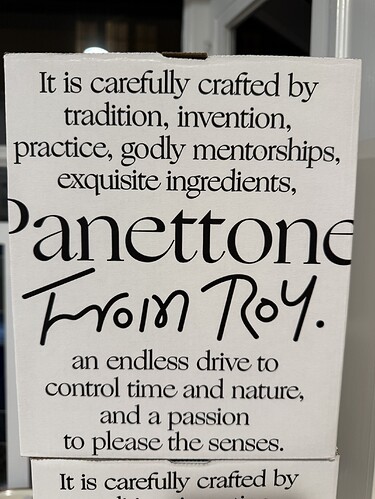 It is carefully crafted by
tradition, invention,
practice, godly mentorships,
exquisite ingredients,
Panettone
From Roy.
an endless drive to
control time and nature,
and a passion
to please the senses.
It is carefully crafted by